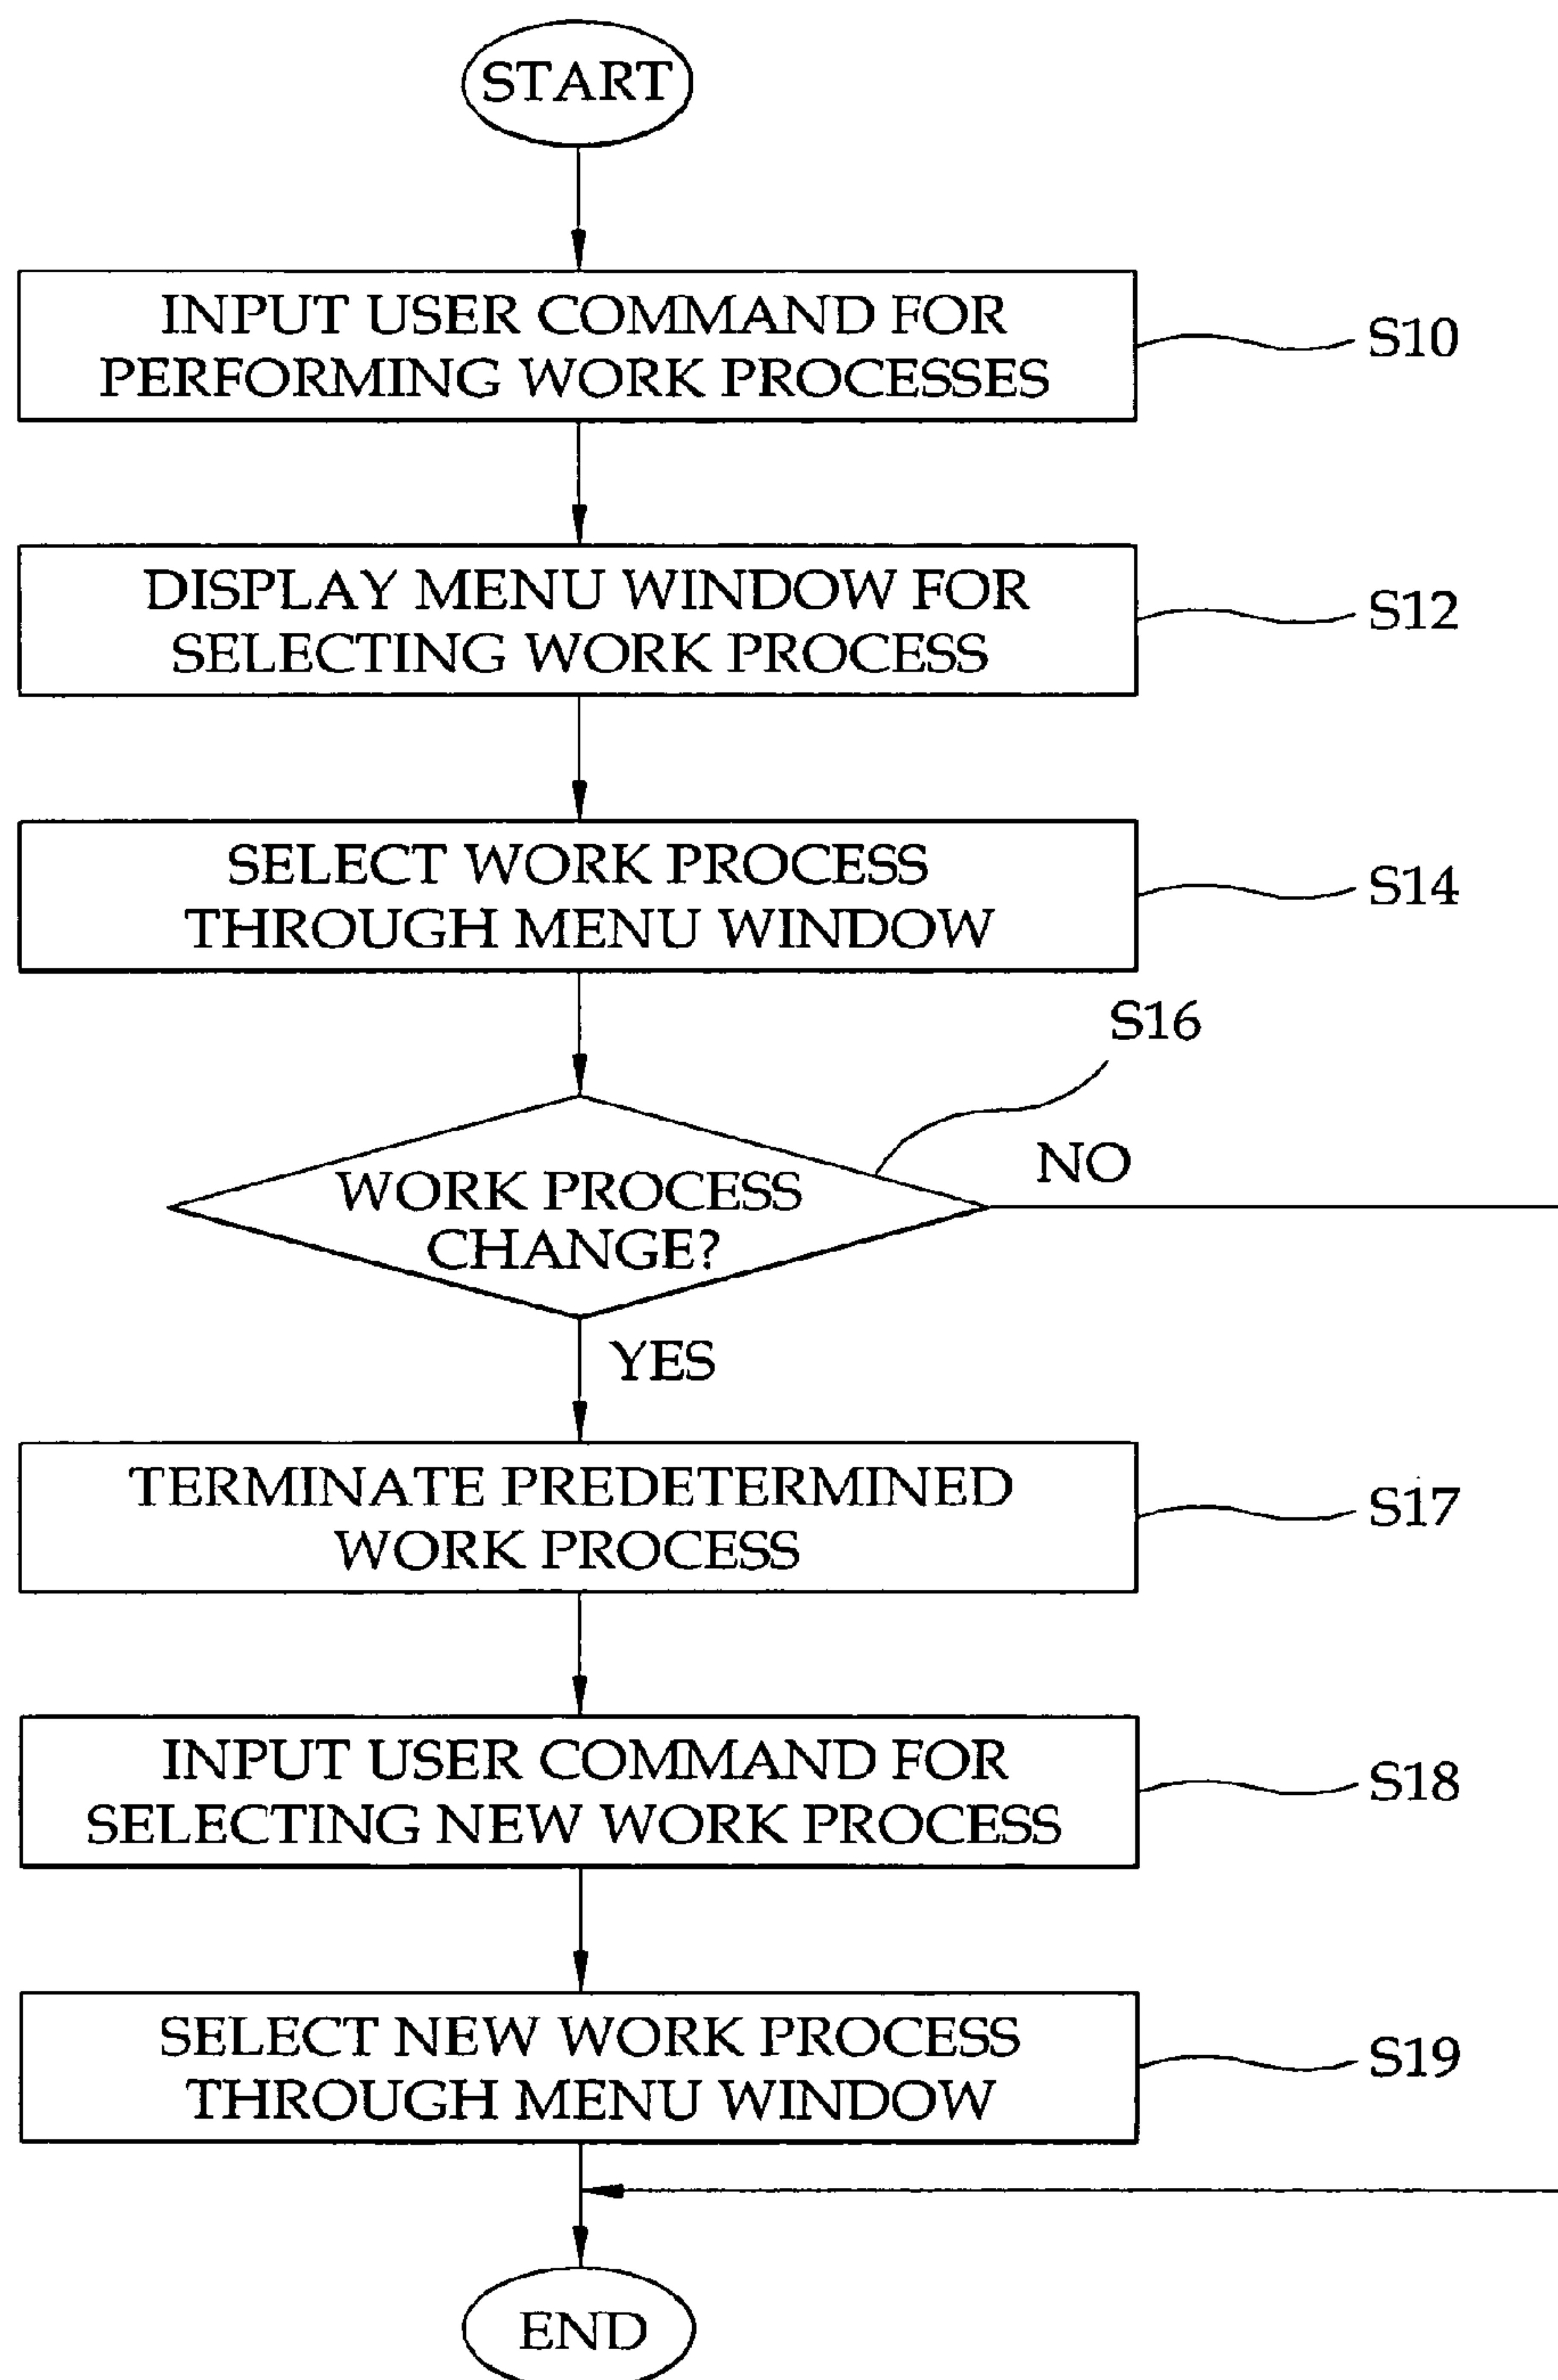 START
INPUT USER COMMAND FOR
PERFORMING WORK PROCESSES
S10
DISPLAY MENU WINDOW FOR
SELECTING WORK PROCESS
S12
SELECT WORK PROCESS
THROUGH MENU WINDOW
S14
S16
WORK PROCESS
CHANGE?
NO
YES
TERMINATE PREDETERMINED
WORK PROCESS
S17
INPUT USER COMMAND FOR
SELECTING NEW WORK PROCESS
S18
SELECT NEW WORK PROCESS
THROUGH MENU WINDOW
S19
END